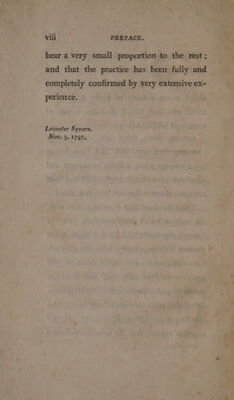 viii PREFACE.
bear a very small proportion to the rest ;
and that the practice has been fully and
completely confirmed by very extensive ex-
perience.
Leicester Square,
Nov. 3, 1797.